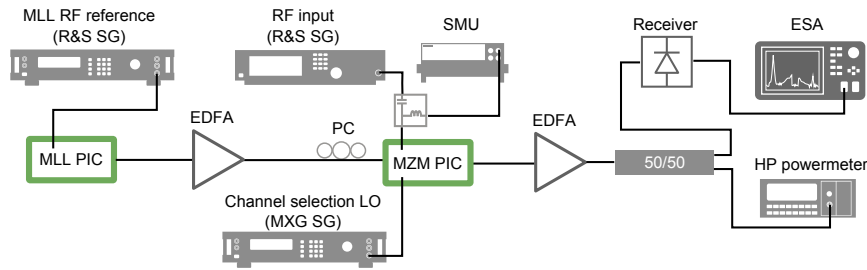 MLL RF reference
(R&S SG)
RF input
(R&S SG)
SMU
Receiver
ESA
EDFA
PC
EDFA
MLL PIC
MZM PIC
50/50
HP powermeter
Channel selection LO
(MXG SG)